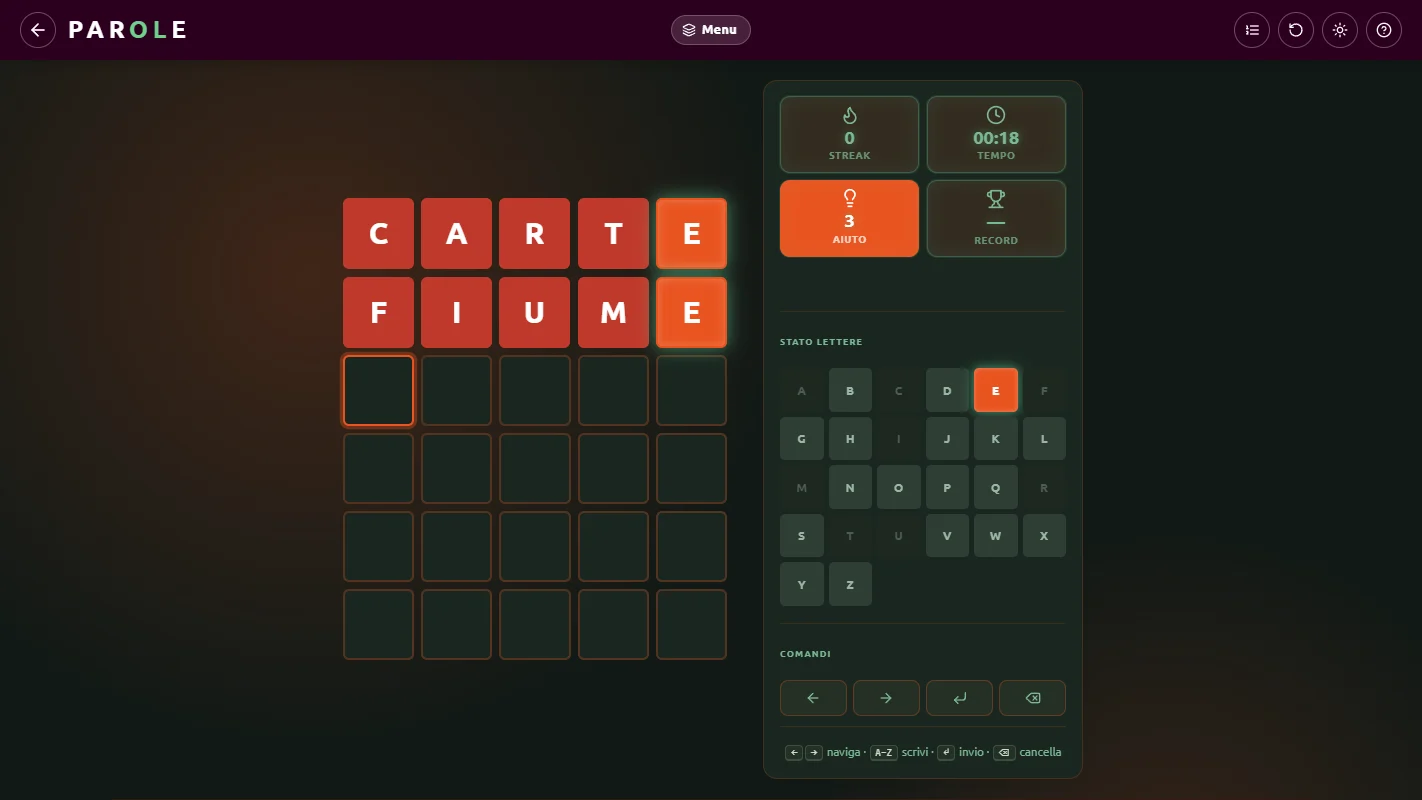 PAROLE
Menu
0
STREAK
00:18
TEMPO
3
AIUTO
—
RECORD
C A R T E
F I U M E
STATO LETTERE
A B C D E F
G H I J K L
M N O P Q R
S T U V W X
Y Z
COMANDI
← → naviga · A–Z scrivi · ↵ invio · ⌫ cancella